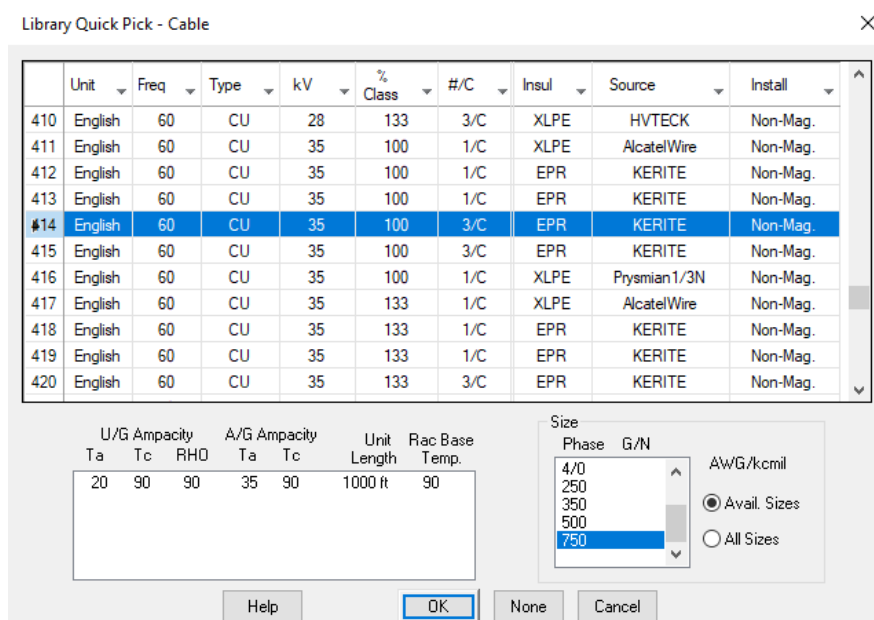 Library Quick Pick - Cable
Unit Freq Type kV % Class #/C Insul Source Install
410 English 60 CU 28 133 3/C XLPE HVTECK Non-Mag.
411 English 60 CU 35 100 1/C XLPE AlcatelWire Non-Mag.
412 English 60 CU 35 100 1/C EPR KERITE Non-Mag.
413 English 60 CU 35 100 1/C EPR KERITE Non-Mag.
414 English 60 CU 35 100 3/C EPR KERITE Non-Mag.
415 English 60 CU 35 100 3/C EPR KERITE Non-Mag.
416 English 60 CU 35 100 1/C XLPE Prysmian1/3N Non-Mag.
417 English 60 CU 35 133 1/C XLPE AlcatelWire Non-Mag.
418 English 60 CU 35 133 1/C EPR KERITE Non-Mag.
419 English 60 CU 35 133 1/C EPR KERITE Non-Mag.
420 English 60 CU 35 133 3/C EPR KERITE Non-Mag.
U/G Ampacity A/G Ampacity Unit Rac Base
Ta Tc RHO Ta Tc Length Temp.
20 90 90 35 90 1000 ft 90
Size
Phase G/N
4/0
250
350
500
750
AWG/kcmil
Avail. Sizes
All Sizes
Help OK None Cancel